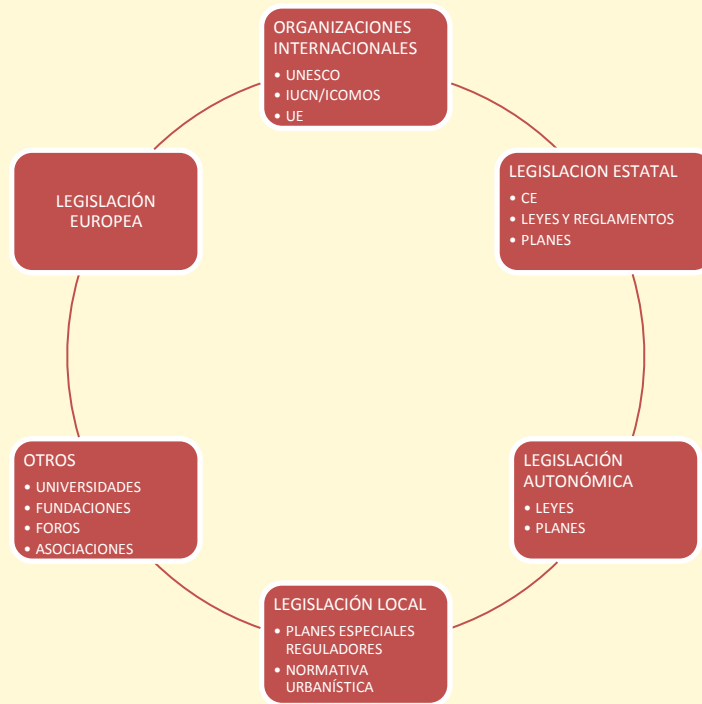 ORGANIZACIONES
INTERNACIONALES
• UNESCO
• IUCN/ICOMOS
• UE
LEGISLACION ESTATAL
• CE
• LEYES Y REGLAMENTOS
• PLANES
LEGISLACIÓN
AUTONÓMICA
• LEYES
• PLANES
LEGISLACIÓN LOCAL
• PLANES ESPECIALES
REGULADORES
• NORMATIVA
URBANÍSTICA
OTROS
• UNIVERSIDADES
• FUNDACIONES
• FOROS
• ASOCIACIONES
LEGISLACIÓN
EUROPEA